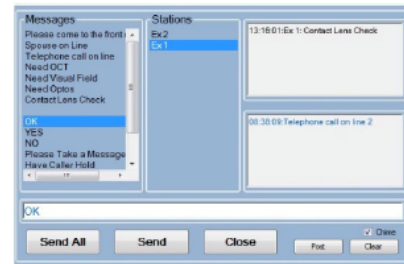 Messages
Please come to the front
Spouse on Line
Telephone call on line
Need OCT
Need Visual Field
Need Optos
Contact Lens Check
OK
YES
NO
Please Take a Message
Have Caller Hold
Stations
Ex 2
Ex 1
13:16:01:Ex 1: Contact Lens Check
08:38:09:Telephone call on line 2
OK
Send All
Send
Close
Chime
Post
Clear